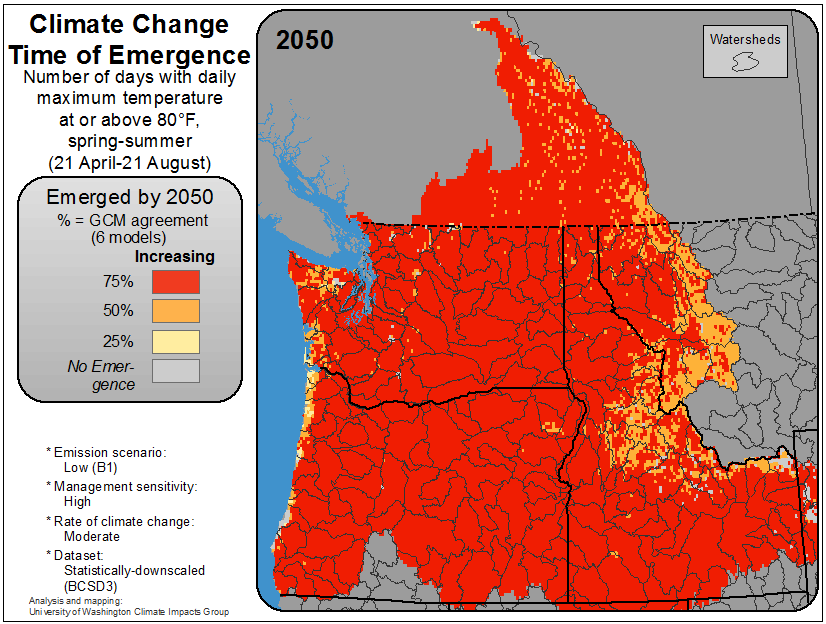 Climate Change
Time of Emergence
Number of days with daily
maximum temperature
at or above 80°F,
spring-summer
(21 April-21 August)
Emerged by 2050
% = GCM agreement
(6 models)
Increasing
75%
50%
25%
No Emer-
gence
* Emission scenario:
Low (B1)
* Management sensitivity:
High
* Rate of climate change:
Moderate
* Dataset:
Statistically-downscaled
(BCSD3)
Analysis and mapping:
University of Washington Climate Impacts Group
2050
Watersheds